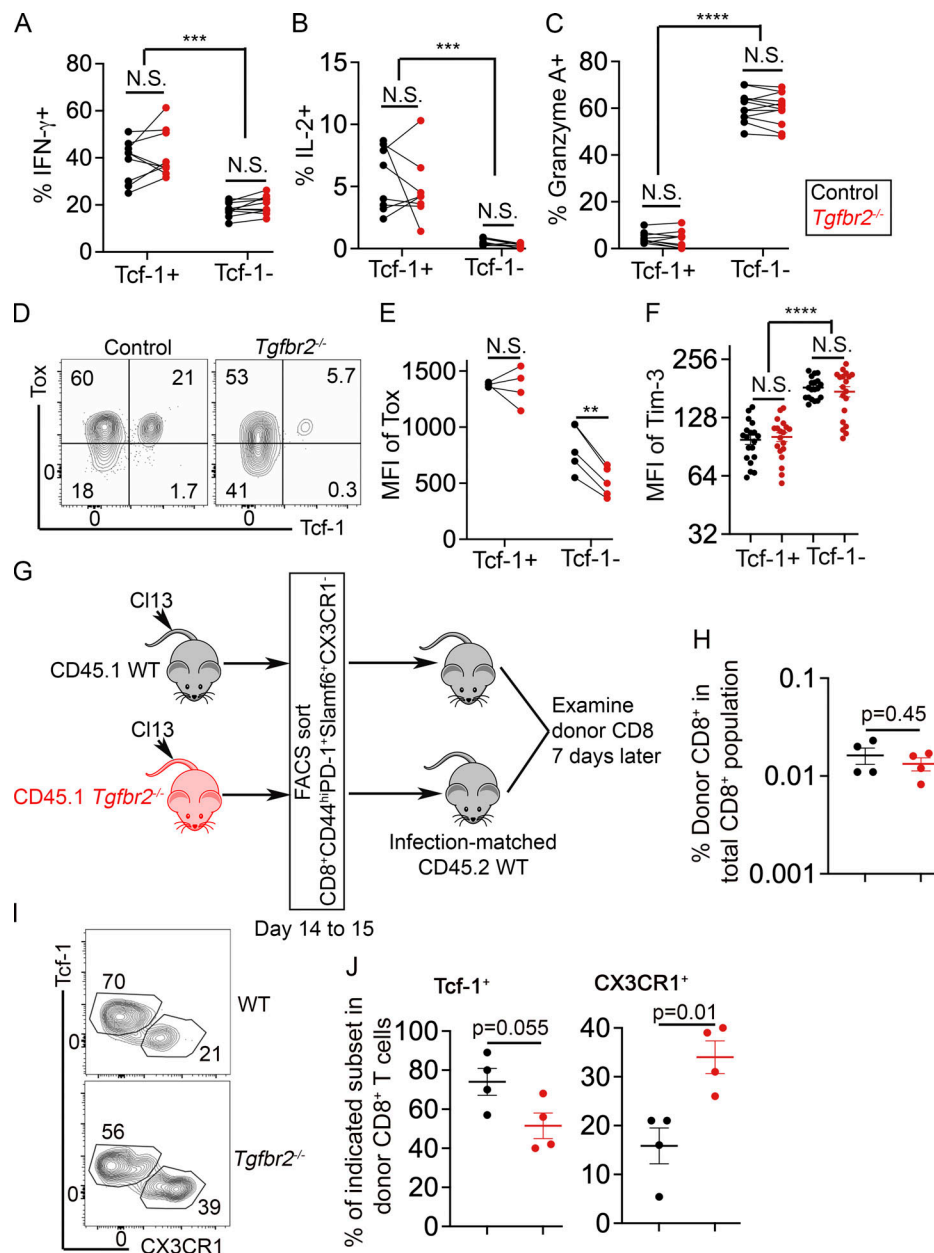 A
***
N.S.
N.S.
% IFN-γ+
80
60
40
20
0
Tcf-1+
Tcf-1-
B
***
N.S.
N.S.
% IL-2+
15
10
5
0
Tcf-1+
Tcf-1-
C
****
N.S.
N.S.
% Granzyme A+
100
80
60
40
20
0
Tcf-1+
Tcf-1-
Control
Tgfbr2-/-
D
Control
Tgfbr2-/-
Tox
60
21
53
5.7
0
18
1.7
41
0.3
0
0
Tcf-1
E
N.S.
**
MFI of Tox
1500
1000
500
0
Tcf-1+
Tcf-1-
F
****
N.S.
N.S.
MFI of Tim-3
256
128
64
32
Tcf-1+
Tcf-1-
G
Cl13
CD45.1 WT
Cl13
CD45.1 Tgfbr2-/-
FACS sort
CD8+CD44hiPD-1+Slamf6+CX3CR1-
Day 14 to 15
Infection-matched
CD45.2 WT
Examine
donor CD8
7 days later
H
p=0.45
% Donor CD8+ in
total CD8+ population
0.1
0.01
0.001
I
Tcf-1
70
WT
0
21
56
Tgfbr2-/-
0
39
0
CX3CR1
J
Tcf-1+
p=0.055
% of indicated subset in
donor CD8+ T cells
100
80
60
40
20
0
CX3CR1+
p=0.01
40
30
20
10
0